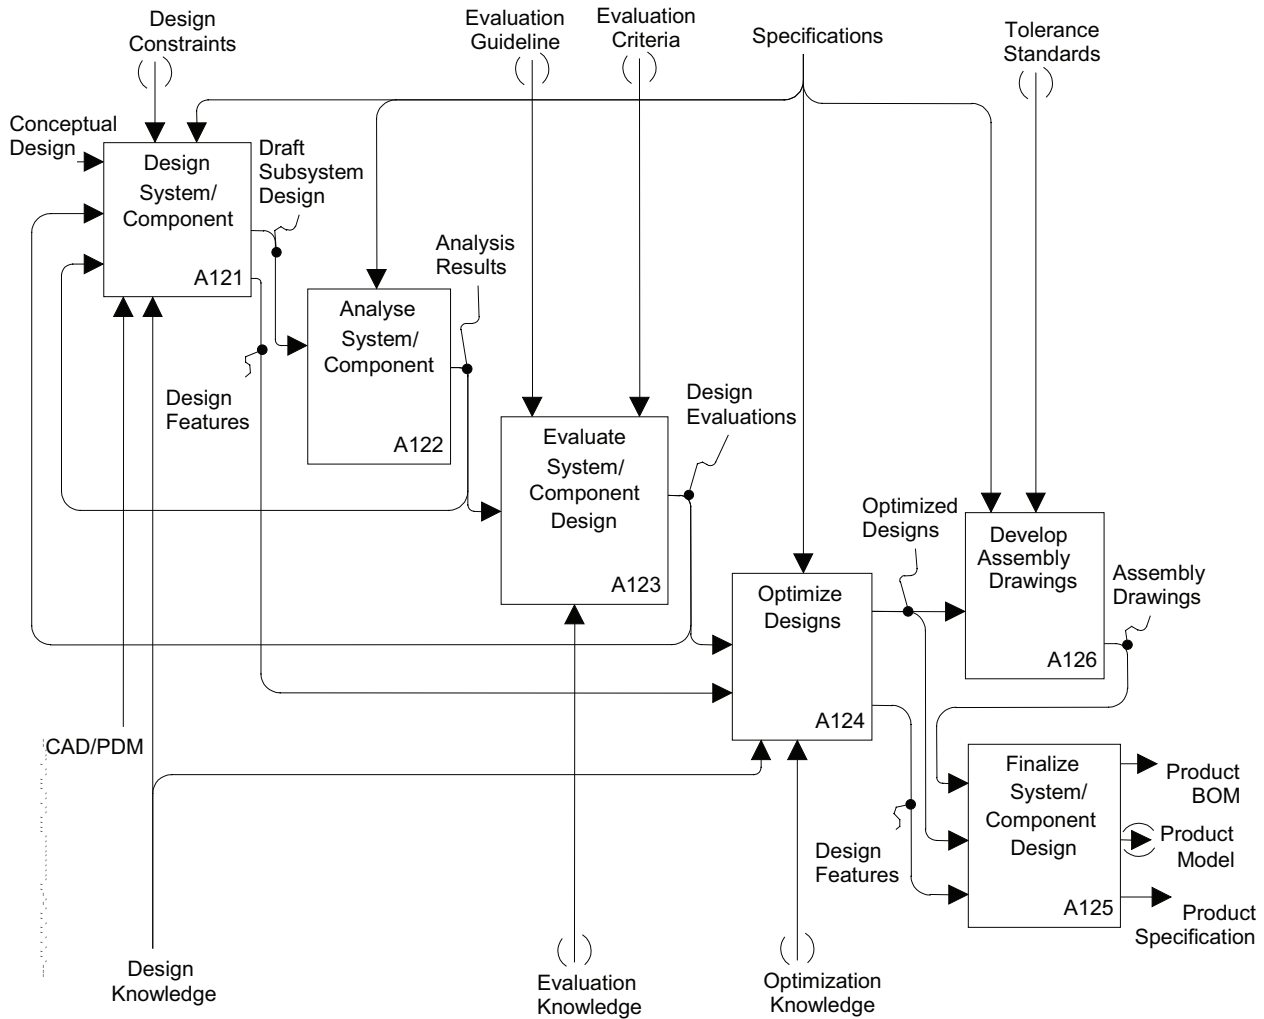 Design
Constraints
Evaluation
Guideline
Evaluation
Criteria
Specifications
Tolerance
Standards
Conceptual
Design
Design
System/
Component
A121
Draft
Subsystem
Design
Analysis
Results
Analyse
System/
Component
A122
Design
Features
Design
Evaluations
Evaluate
System/
Component
Design
A123
Optimized
Designs
Develop
Assembly
Drawings
A126
Assembly
Drawings
Optimize
Designs
A124
CAD/PDM
Finalize
System/
Component
Design
A125
Product
BOM
Product
Model
Product
Specification
Design
Features
Design
Knowledge
Evaluation
Knowledge
Optimization
Knowledge